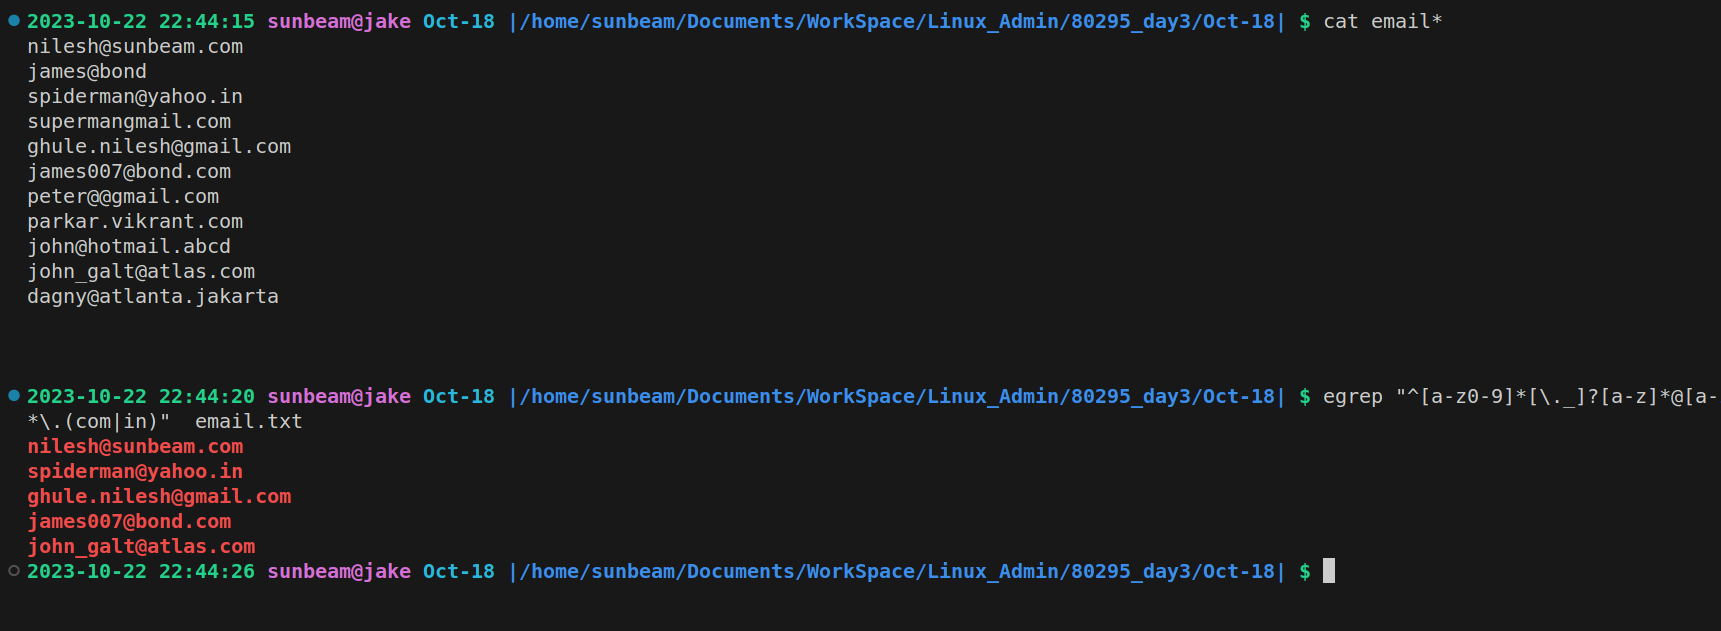 2023-10-22 22:44:15 sunbeam@jake Oct-18 |/home/sunbeam/Documents/WorkSpace/Linux_Admin/80295_day3/Oct-18| $ cat email*
nilesh@sunbeam.com
james@bond
spiderman@yahoo.in
supermangmail.com
ghule.nilesh@gmail.com
james007@bond.com
peter@@gmail.com
parkar.vikrant.com
john@hotmail.abcd
john_galt@atlas.com
dagny@atlanta.jakarta
2023-10-22 22:44:20 sunbeam@jake Oct-18 |/home/sunbeam/Documents/WorkSpace/Linux_Admin/80295_day3/Oct-18| $ egrep "^[a-z0-9]*[\._]?[a-z]*@[a-
*\.(com|in)"  email.txt
nilesh@sunbeam.com
spiderman@yahoo.in
ghule.nilesh@gmail.com
james007@bond.com
john_galt@atlas.com
2023-10-22 22:44:26 sunbeam@jake Oct-18 |/home/sunbeam/Documents/WorkSpace/Linux_Admin/80295_day3/Oct-18| $